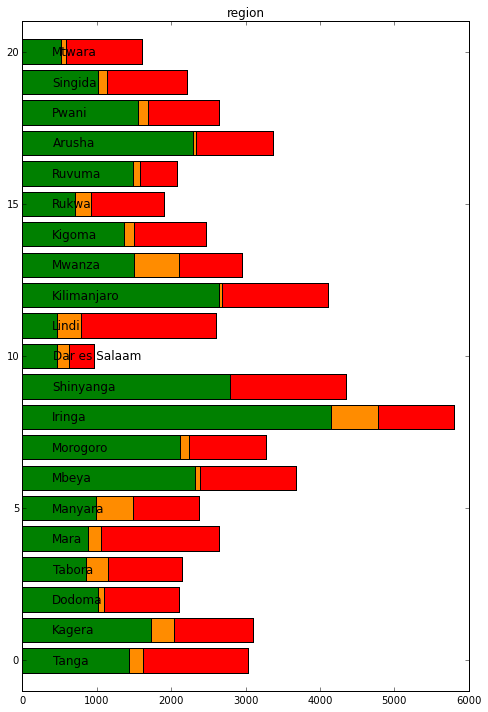 region
20
Mtwara
Singida
Pwani
Arusha
Ruvuma
15
Rukwa
Kigoma
Mwanza
Kilimanjaro
Lindi
10
Dar es Salaam
Shinyanga
Iringa
Morogoro
Mbeya
5
Manyara
Mara
Tabora
Dodoma
Kagera
0
Tanga
0 1000 2000 3000 4000 5000 6000